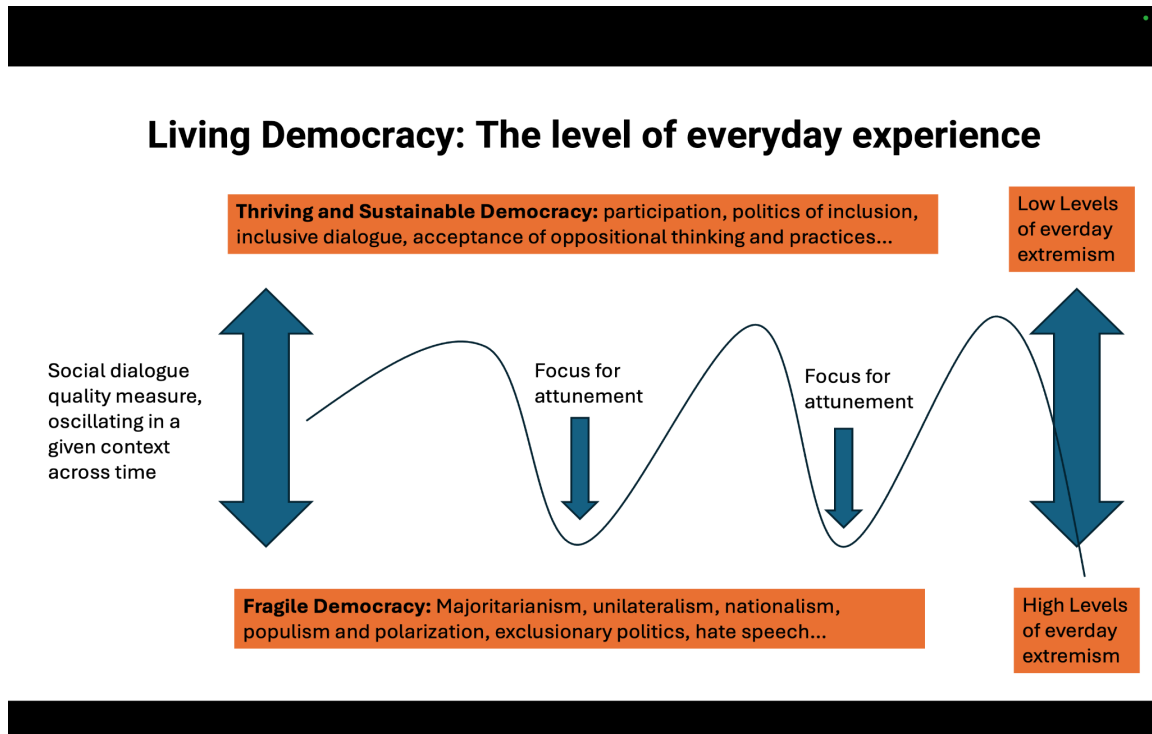 Living Democracy: The level of everyday experience
Thriving and Sustainable Democracy: participation, politics of inclusion,
inclusive dialogue, acceptance of oppositional thinking and practices...
Low Levels
of everday
extremism
Social dialogue
quality measure,
oscillating in a
given context
across time
Focus for
attunement
Focus for
attunement
Fragile Democracy: Majoritarianism, unilateralism, nationalism,
populism and polarization, exclusionary politics, hate speech...
High Levels
of everday
extremism